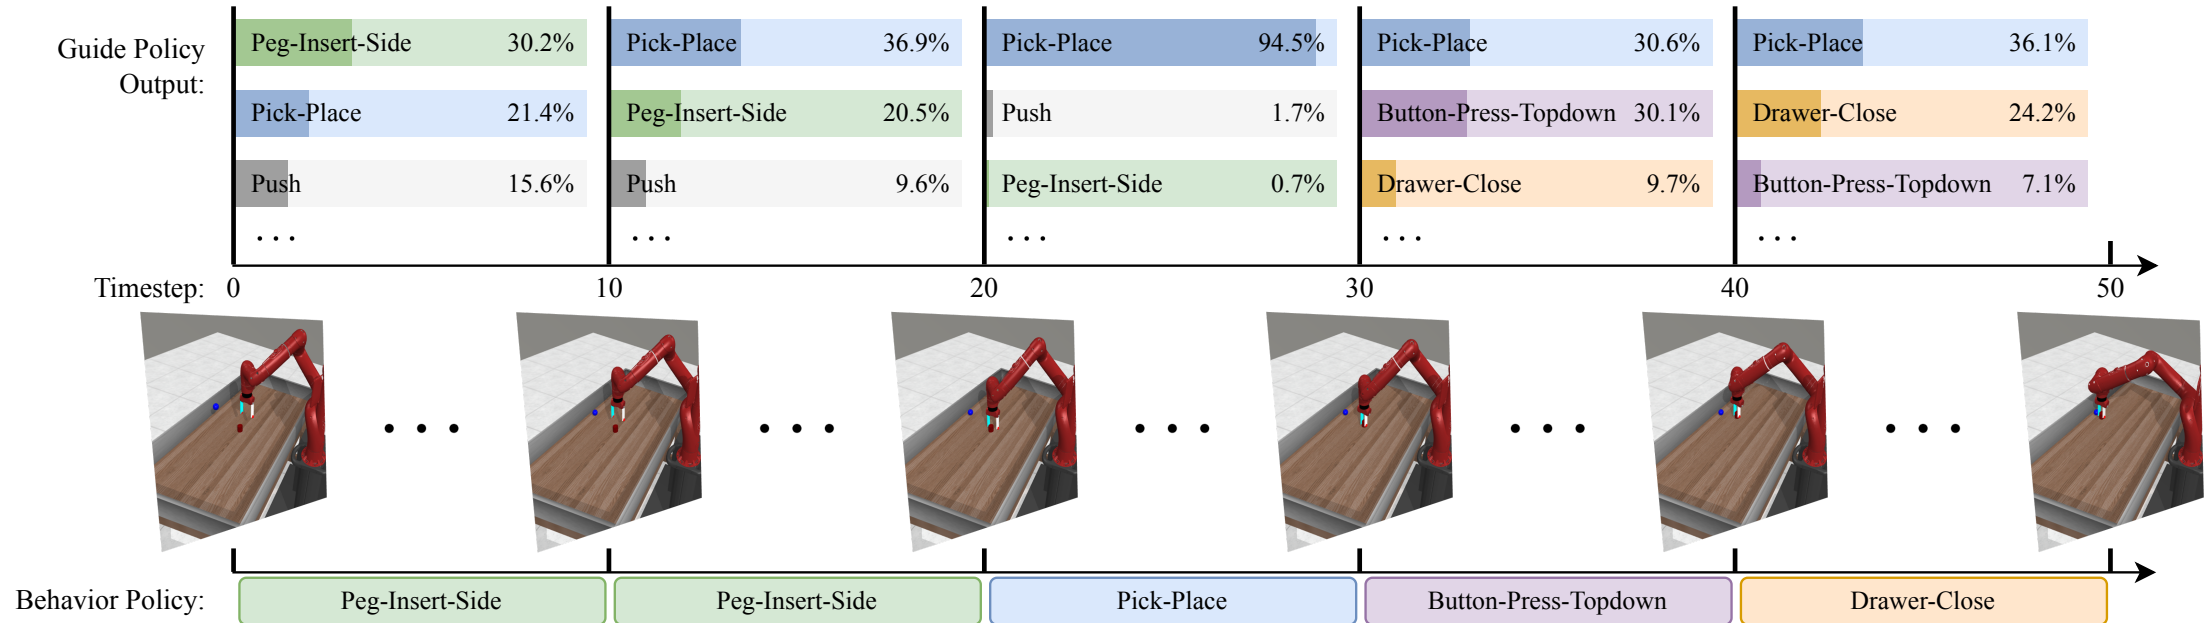 Guide Policy
Output:
Peg-Insert-Side 30.2%
Pick-Place 21.4%
Push 15.6%
...
Pick-Place 36.9%
Peg-Insert-Side 20.5%
Push 9.6%
...
Pick-Place 94.5%
Push 1.7%
Peg-Insert-Side 0.7%
...
Pick-Place 30.6%
Button-Press-Topdown 30.1%
Drawer-Close 9.7%
...
Pick-Place 36.1%
Drawer-Close 24.2%
Button-Press-Topdown 7.1%
...
Timestep: 0 10 20 30 40 50
... ... ... ... ...
Behavior Policy: Peg-Insert-Side Peg-Insert-Side Pick-Place Button-Press-Topdown Drawer-Close